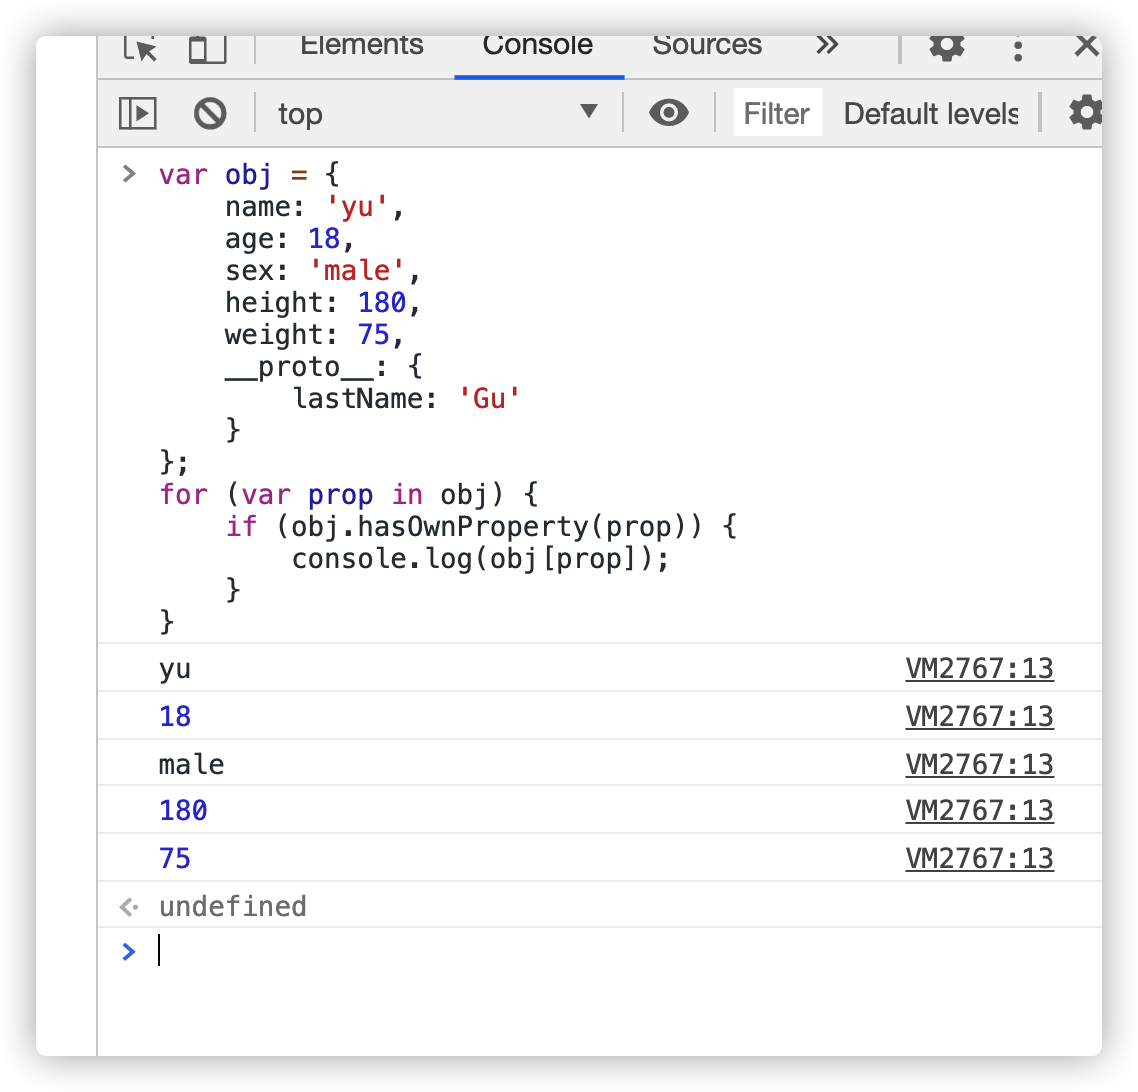 Elements Console Sources
top Filter Default levels
> var obj = {
name: 'yu',
age: 18,
sex: 'male',
height: 180,
weight: 75,
__proto__: {
lastName: 'Gu'
}
};
for (var prop in obj) {
if (obj.hasOwnProperty(prop)) {
console.log(obj[prop]);
}
}
yu VM2767:13
18 VM2767:13
male VM2767:13
180 VM2767:13
75 VM2767:13
undefined